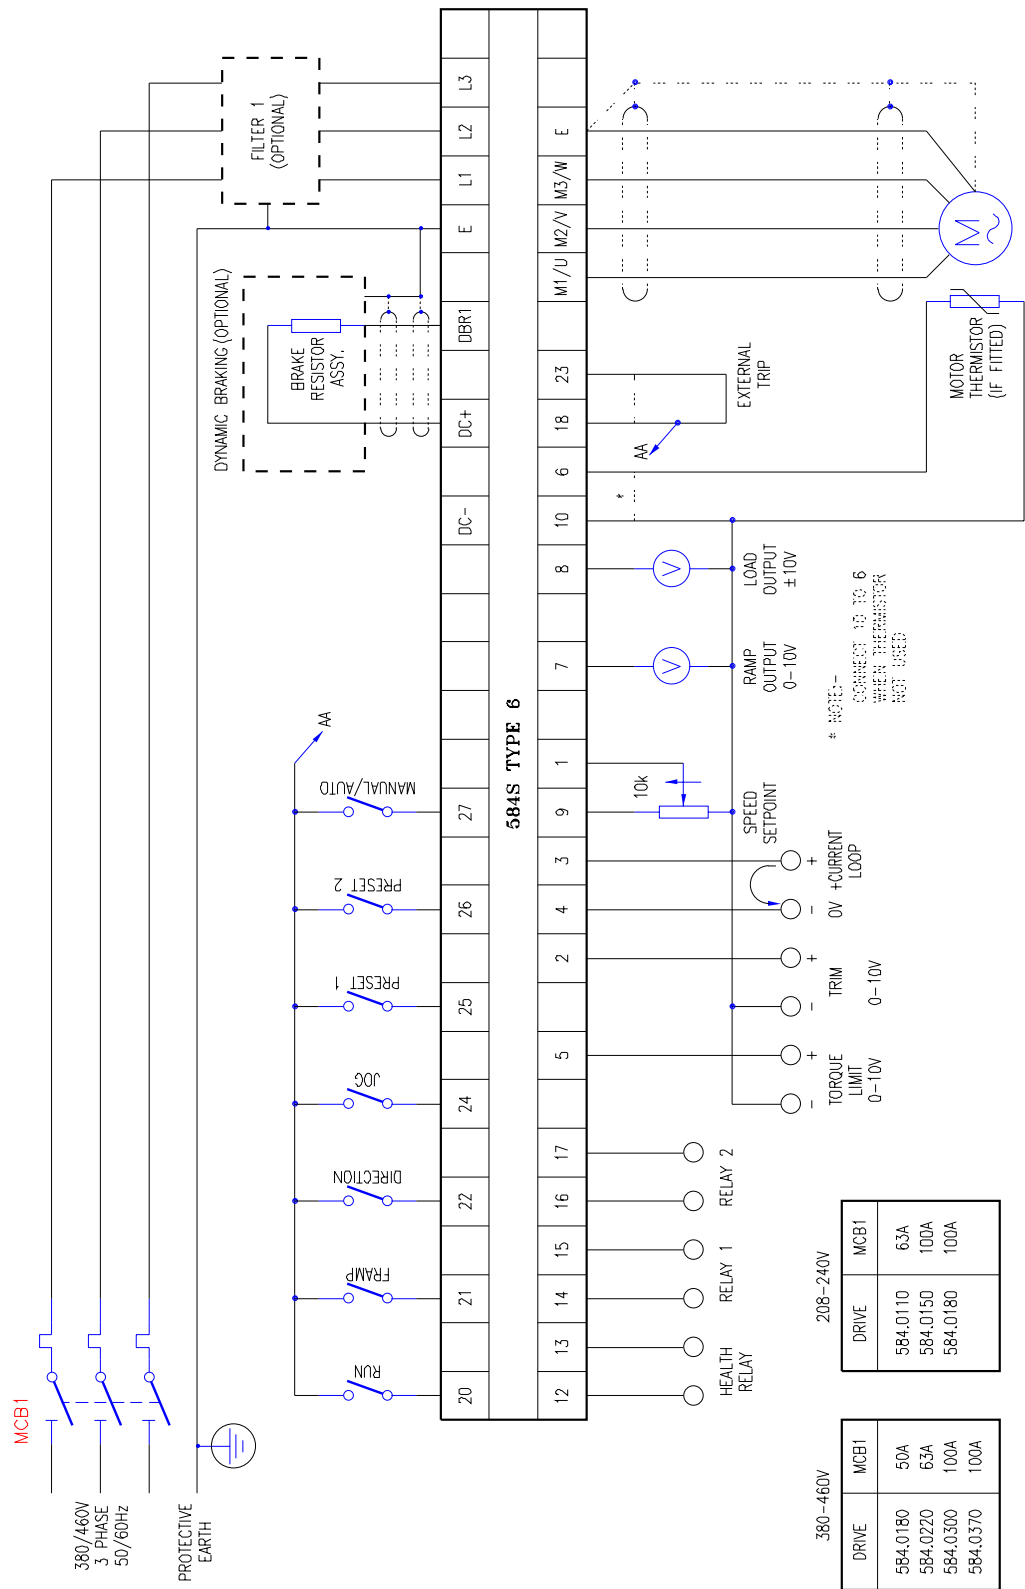 MCB1
380/460V
3 PHASE
50/60Hz
PROTECTIVE
EARTH
FILTER 1
(OPTIONAL)
DYNAMIC BRAKING (OPTIONAL)
BRAKE
RESISTOR
ASSY.
AA
RUN
FRAMP
DIRECTION
JOG
PRESET 1
PRESET 2
MANUAL/AUTO
20
21
22
24
25
26
27
DC-
DC+
DBR1
E
L1
L2
L3
584S TYPE 6
12
13
14
15
16
17
5
2
4
3
9
1
7
8
10
6
18
23
M1/U
M2/V
M3/W
E
HEALTH
RELAY
RELAY 1
RELAY 2
10k
SPEED
SETPOINT
RAMP
OUTPUT
0-10V
V
LOAD
OUTPUT
±10V
V
*
AA
EXTERNAL
TRIP
- +
TORQUE
LIMIT
0-10V
- +
TRIM
0-10V
- +
0V +CURRENT
LOOP
* NOTE:-
CONNECT 10 TO 6
WHEN THERMISTOR
NOT USED
MOTOR
THERMISTOR
(IF FITTED)
M
380-460V
DRIVE MCB1
584.0180 50A
584.0220 63A
584.0300 100A
584.0370 100A
208-240V
DRIVE MCB1
584.0110 63A
584.0150 100A
584.0180 100A